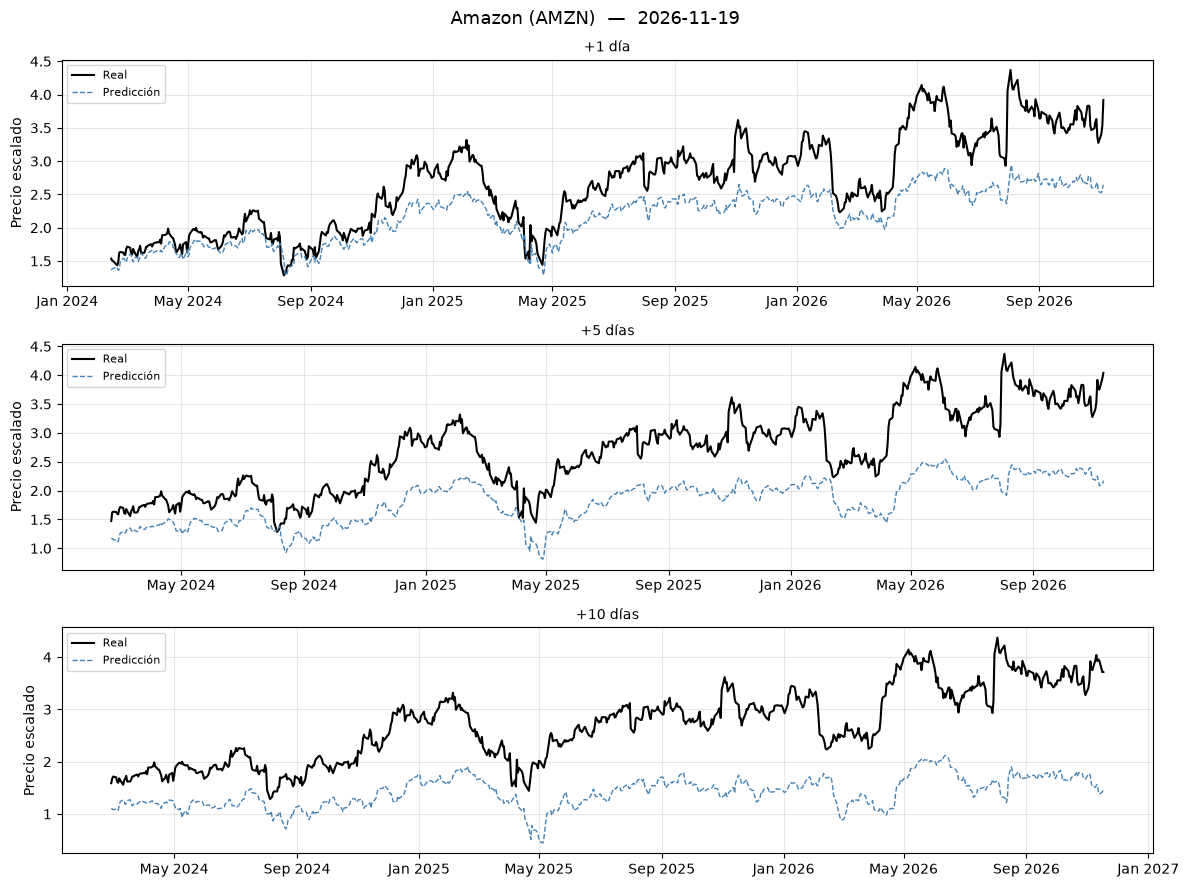 Amazon (AMZN) — 2026-11-19
+1 día
Precio escalado
4.5
4.0
3.5
3.0
2.5
2.0
1.5
Real
Predicción
Jan 2024 May 2024 Sep 2024 Jan 2025 May 2025 Sep 2025 Jan 2026 May 2026 Sep 2026
+5 días
Precio escalado
4.5
4.0
3.5
3.0
2.5
2.0
1.5
1.0
Real
Predicción
May 2024 Sep 2024 Jan 2025 May 2025 Sep 2025 Jan 2026 May 2026 Sep 2026
+10 días
Precio escalado
4
3
2
1
Real
Predicción
May 2024 Sep 2024 Jan 2025 May 2025 Sep 2025 Jan 2026 May 2026 Sep 2026 Jan 2027